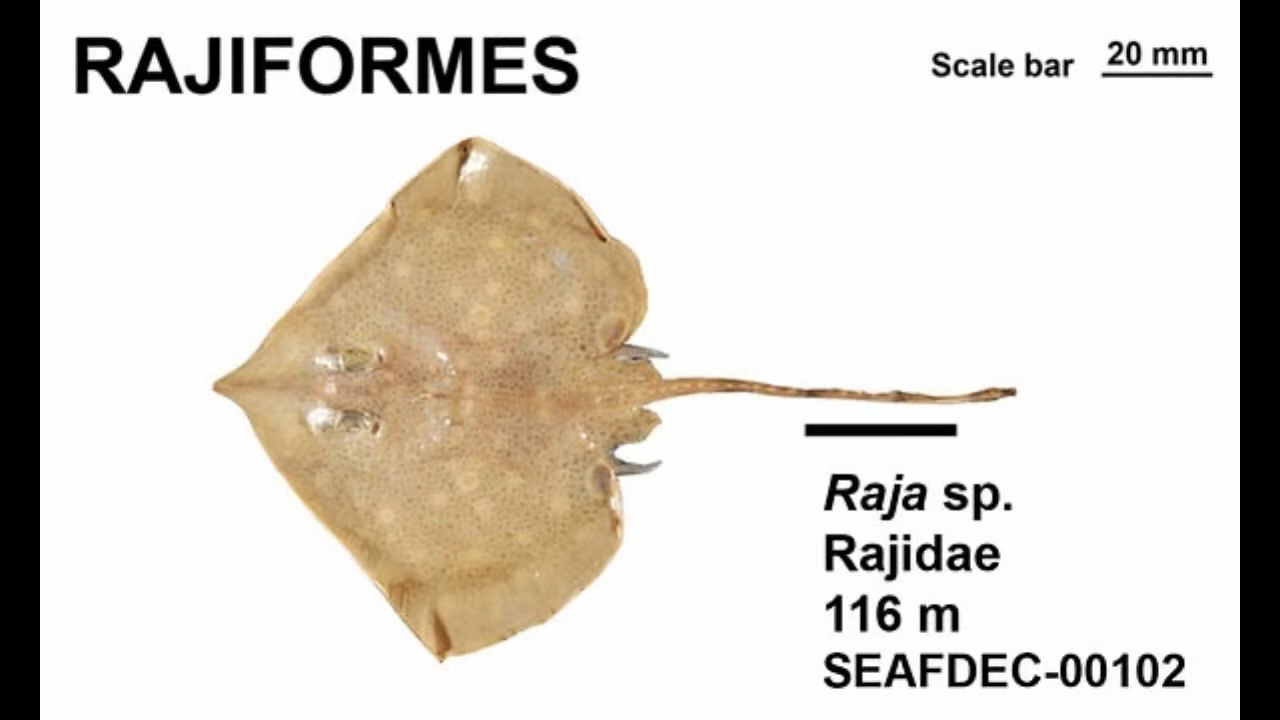 RAJIFORMES
Scale bar 20 mm
Raja sp.
Rajidae
116 m
SEAFDEC-00102